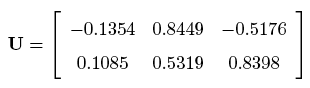 U = [ −0.1354 0.8449 −0.5176
0.1085 0.5319 0.8398 ]